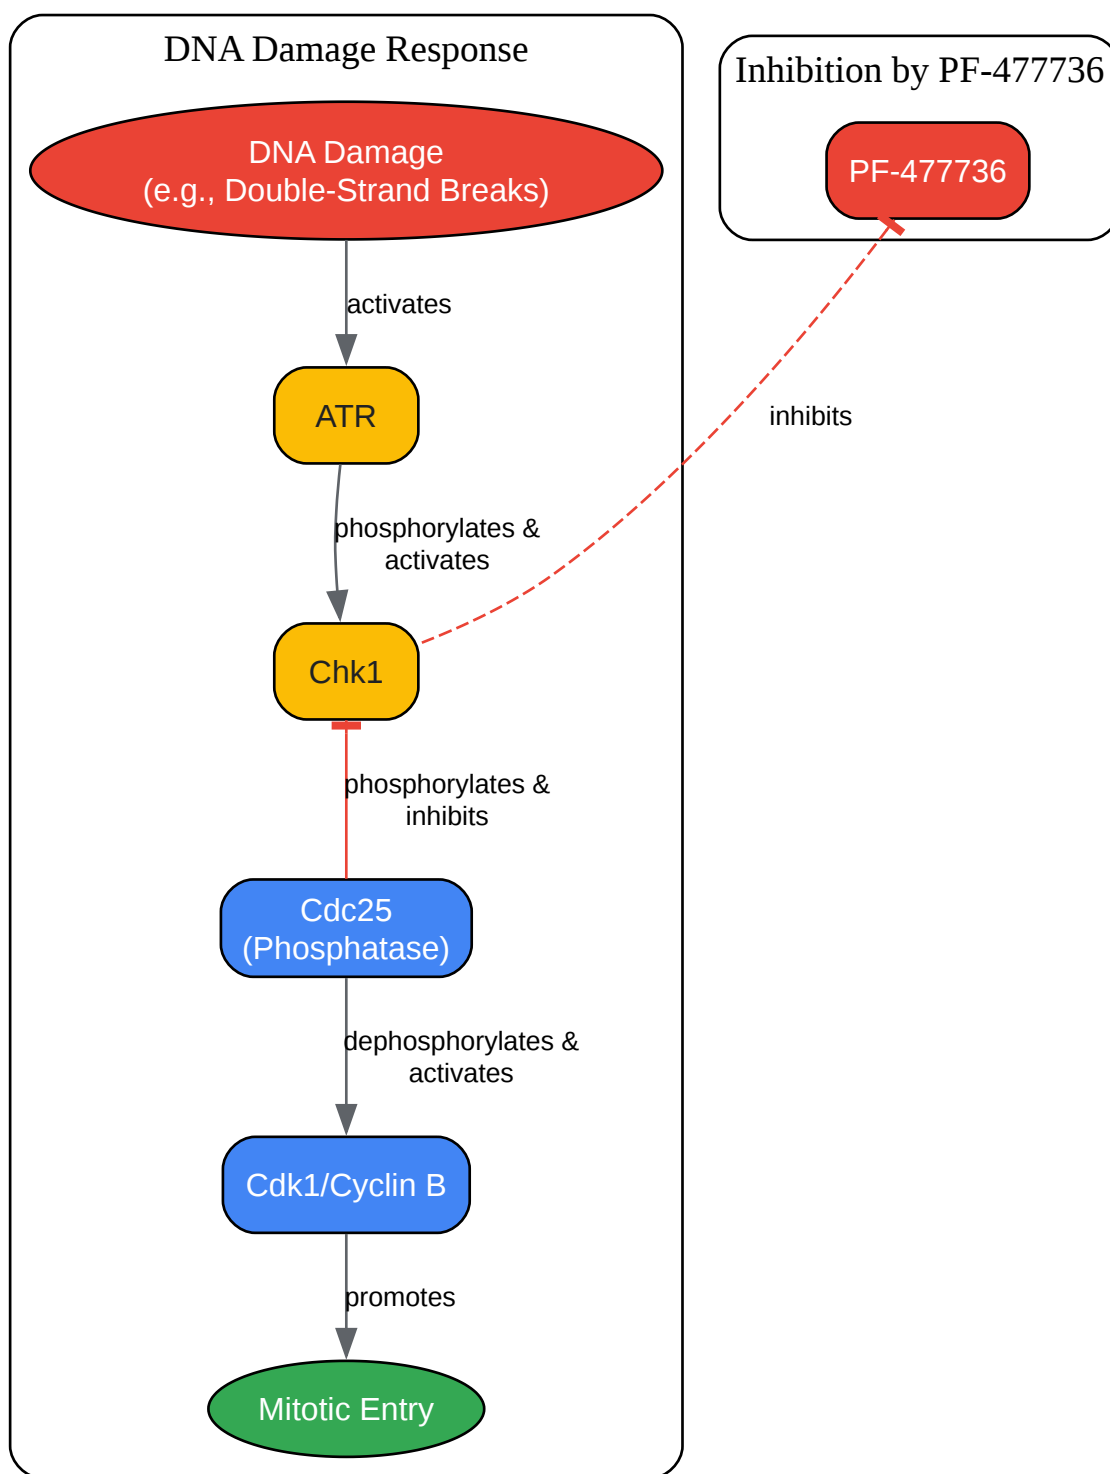 DNA Damage Response
DNA Damage
(e.g., Double-Strand Breaks)
activates
ATR
phosphorylates &
activates
Chk1
phosphorylates &
inhibits
Cdc25
(Phosphatase)
dephosphorylates &
activates
Cdk1/Cyclin B
promotes
Mitotic Entry
Inhibition by PF-477736
PF-477736
inhibits